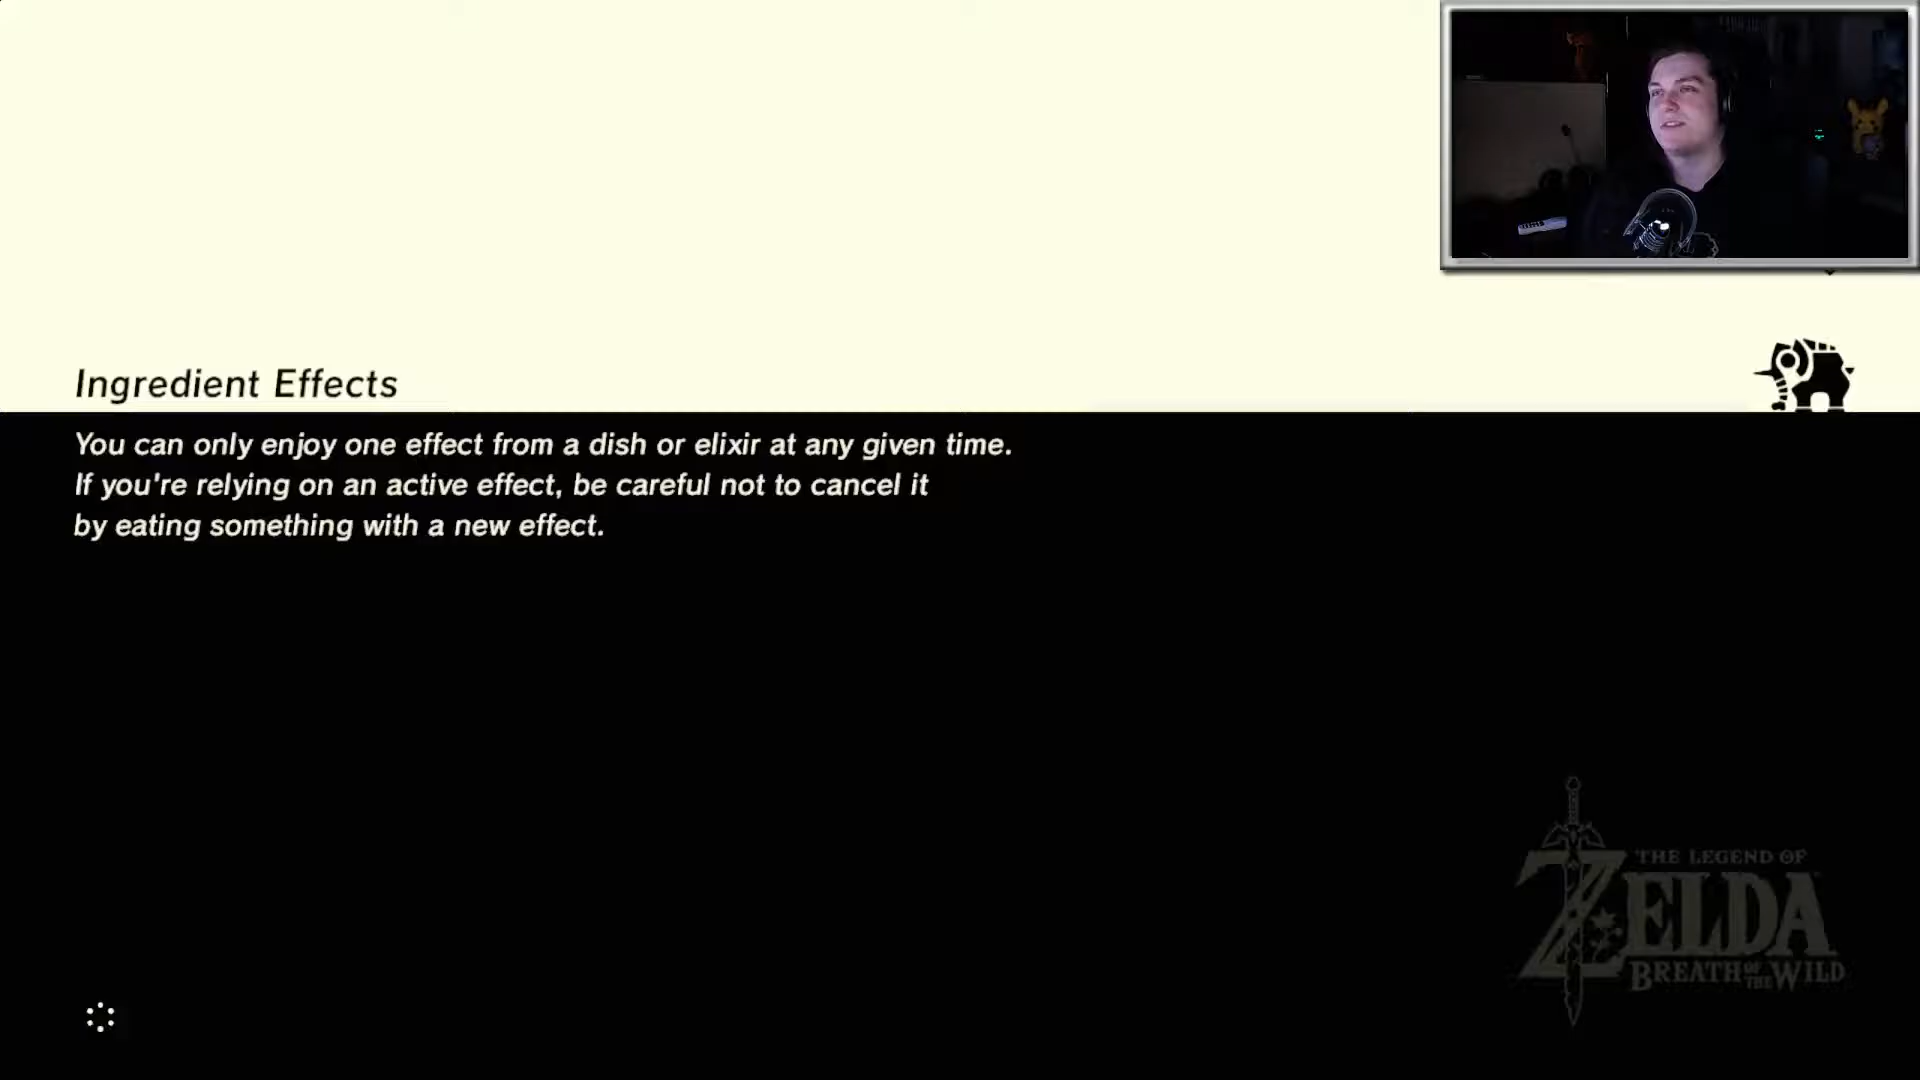 Ingredient Effects
You can only enjoy one effect from a dish or elixir at any given time.
If you're relying on an active effect, be careful not to cancel it
by eating something with a new effect.
THE LEGEND OF
ZELDA
BREATH OF THE WILD